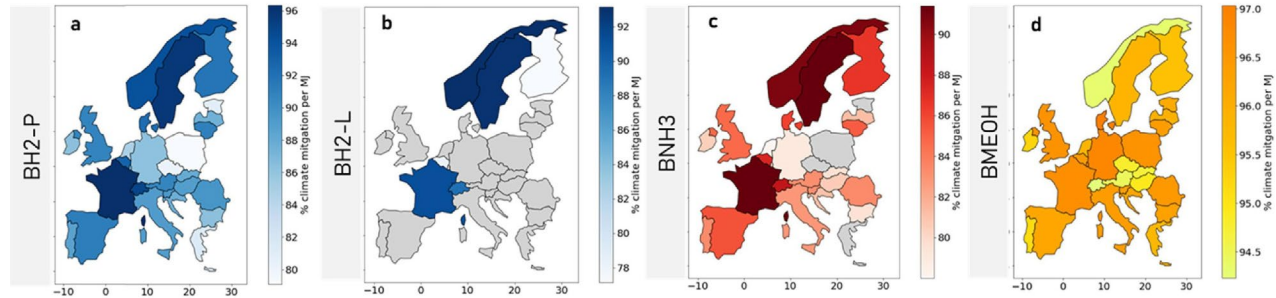 BH2-P
a
96
94
92
90
88
86
84
82
80
% climate mitgation per MJ
−10 0 10 20 30
BH2-L
b
92
90
88
86
84
82
80
78
% climate mitgation per MJ
−10 0 10 20 30
BNH3
c
90
88
86
84
82
80
% climate mitgation per MJ
−10 0 10 20 30
BMEOH
d
97.0
96.5
96.0
95.5
95.0
94.5
% climate mitgation per MJ
−10 0 10 20 30